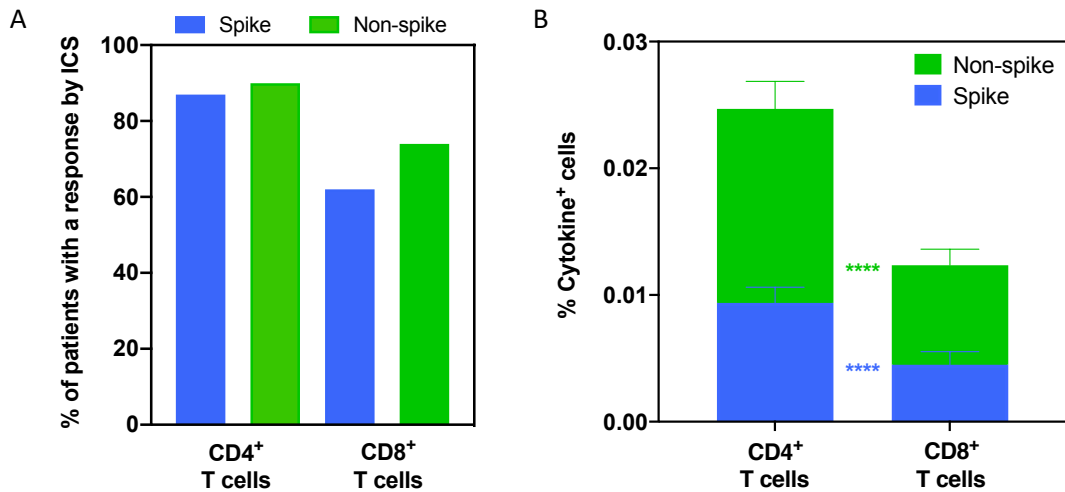 A
Spike
Non-spike
% of patients with a response by ICS
100
80
60
40
20
0
CD4+
T cells
CD8+
T cells
B
% Cytokine+ cells
0.03
0.02
0.01
0.00
Non-spike
Spike
****
****
CD4+
T cells
CD8+
T cells